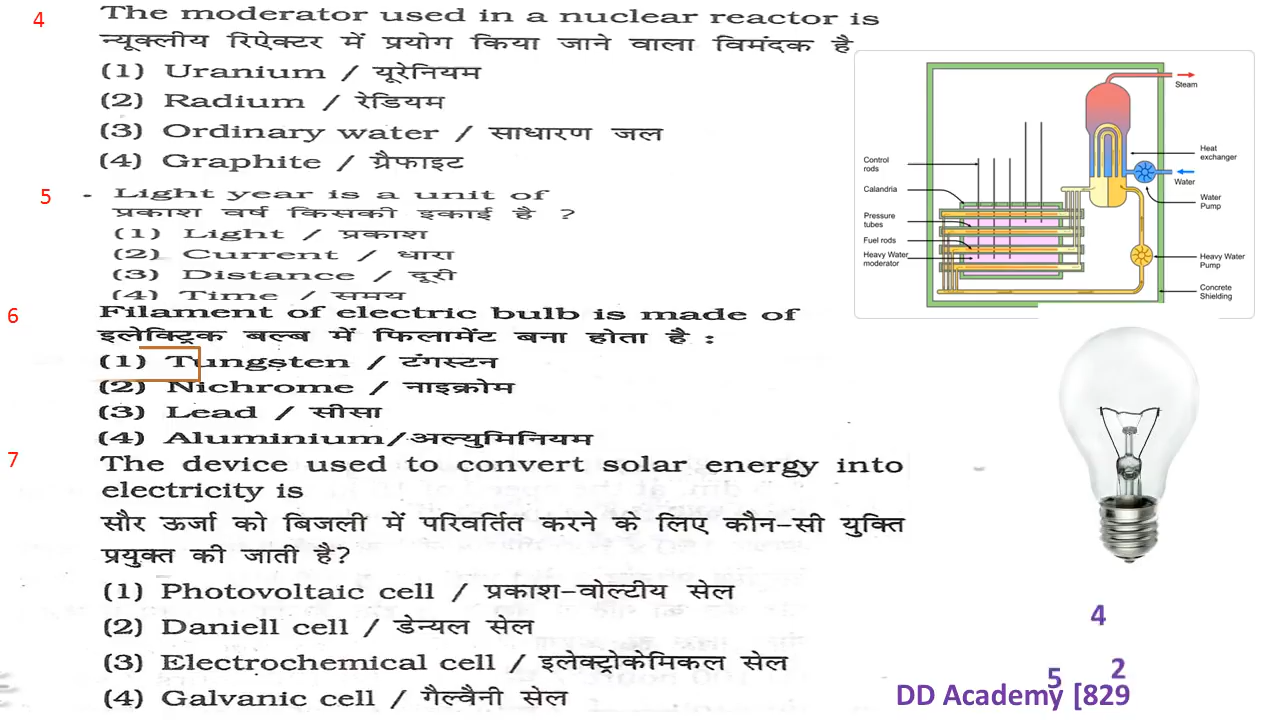 4 The moderator used in a nuclear reactor is
न्यूक्लीय रिऐक्टर में प्रयोग किया जाने वाला विमंदक है
(1) Uranium / यूरेनियम
(2) Radium / रेडियम
(3) Ordinary water / साधारण जल
(4) Graphite / ग्रैफाइट
5 Light year is a unit of
प्रकाश वर्ष किसकी इकाई है ?
(1) Light / प्रकाश
(2) Current / धारा
(3) Distance / दूरी
(4) Time / समय
6 Filament of electric bulb is made of
इलेक्ट्रिक बल्ब में फिलामेंट बना होता है :
(1) Tungsten / टंगस्टन
(2) Nichrome / नाइक्रोम
(3) Lead / सीसा
(4) Aluminium/अल्युमिनियम
7 The device used to convert solar energy into
electricity is
सौर ऊर्जा को बिजली में परिवर्तित करने के लिए कौन-सी युक्ति
प्रयुक्त की जाती है?
(1) Photovoltaic cell / प्रकाश-वोल्टीय सेल
(2) Daniell cell / डेन्यल सेल
(3) Electrochemical cell / इलेक्ट्रोकेमिकल सेल
(4) Galvanic cell / गैल्वैनी सेल
Control
rods
Calandria
Pressure
tubes
Fuel rods
Heavy Water
moderator
Steam
Heat
exchanger
Water
Water
Pump
Heavy Water
Pump
Concrete
Shielding
4
5 2
DD Academy [829